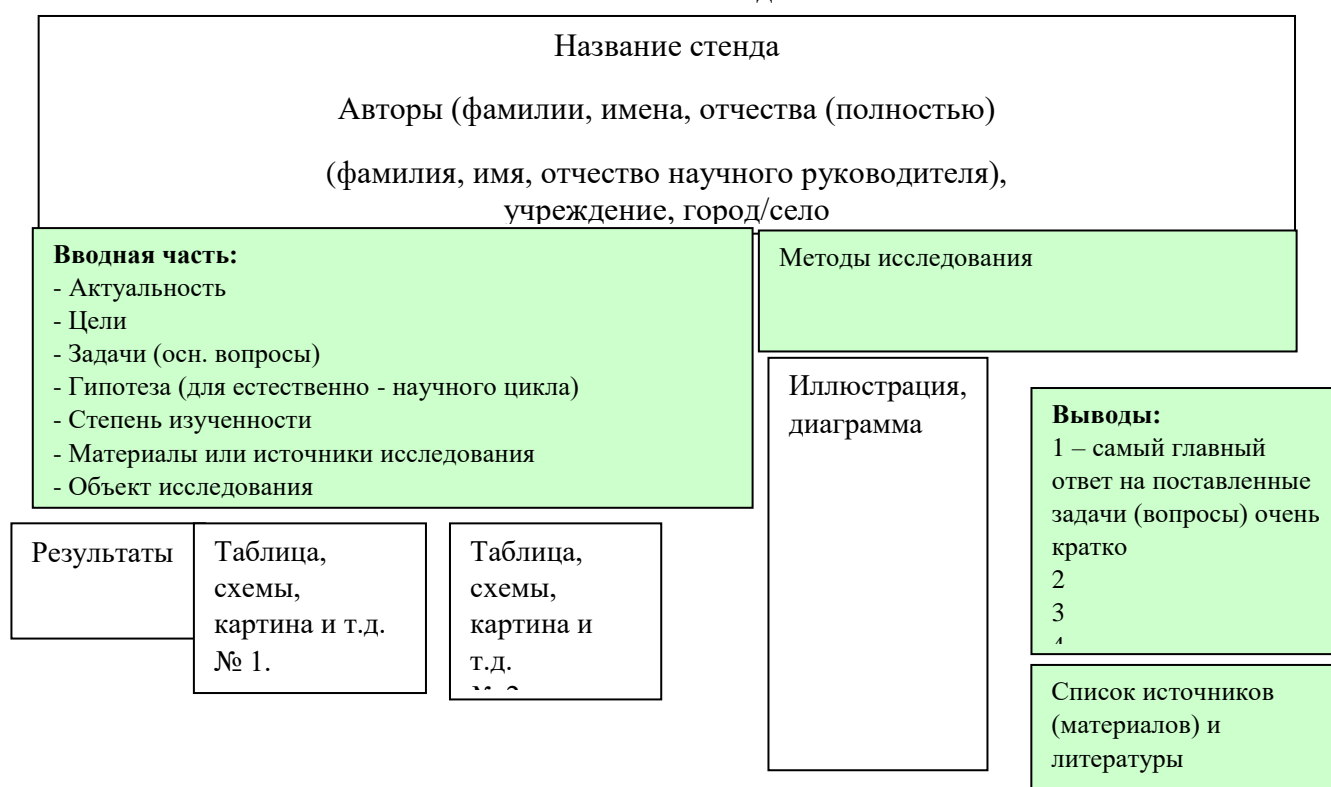 Название стенда
Авторы (фамилии, имена, отчества (полностью)
(фамилия, имя, отчество научного руководителя),
учреждение, город/село
Вводная часть:
- Актуальность
- Цели
- Задачи (осн. вопросы)
- Гипотеза (для естественно - научного цикла)
- Степень изученности
- Материалы или источники исследования
- Объект исследования
Методы исследования
Иллюстрация,
диаграмма
Выводы:
1 – самый главный
ответ на поставленные
задачи (вопросы) очень
кратко
2
3
Результаты
Таблица,
схемы,
картина и т.д.
№ 1.
Таблица,
схемы,
картина и
т.д.
Список источников
(материалов) и
литературы